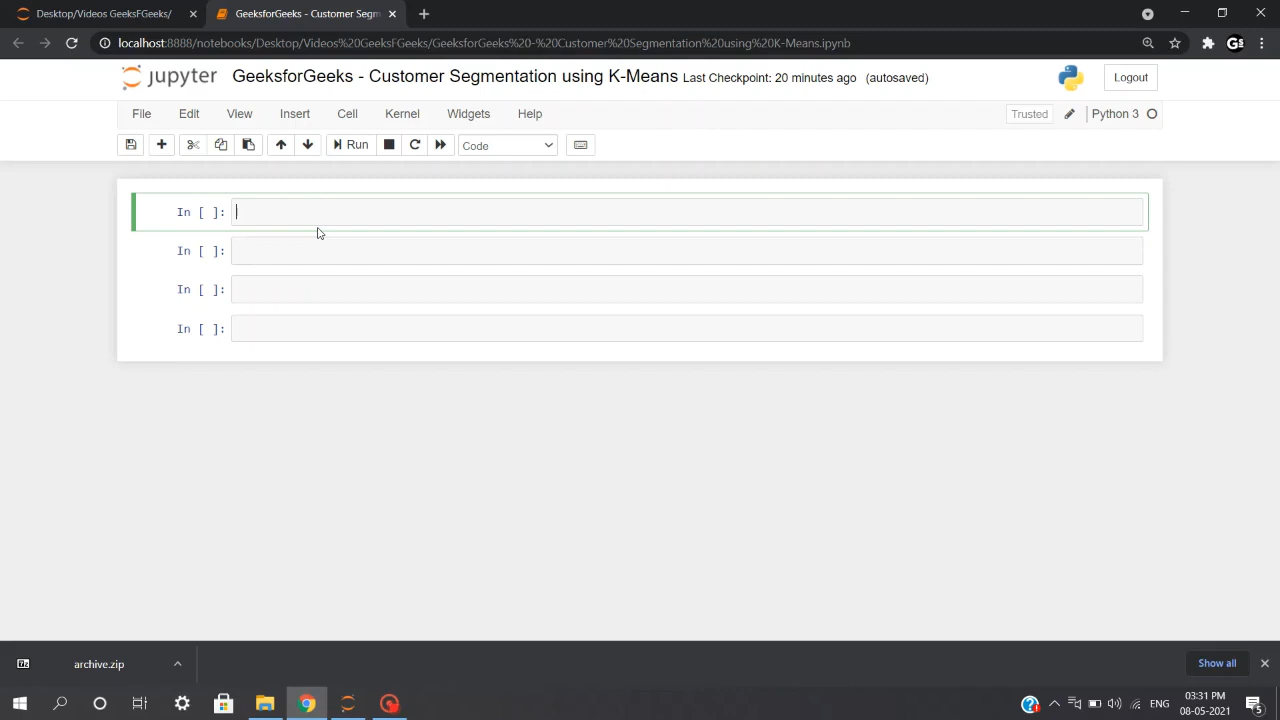 Desktop/Videos GeeksFGeeks/
GeeksforGeeks - Customer Segm
localhost:8888/notebooks/Desktop/Videos%20GeeksFGeeks/GeeksforGeeks%20-%20Customer%20Segmentation%20using%20K-Means.ipynb
jupyter GeeksforGeeks - Customer Segmentation using K-Means Last Checkpoint: 20 minutes ago (autosaved) Logout
File Edit View Insert Cell Kernel Widgets Help Trusted Python 3
Run Code
In [ ]:
In [ ]:
In [ ]:
In [ ]:
archive.zip Show all
03:31 PM
ENG
08-05-2021
5